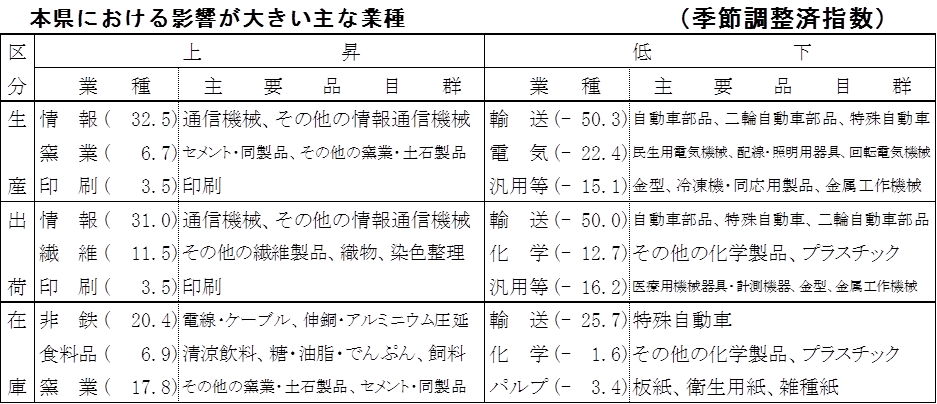 本県における影響が大きい主な業種 （季節調整済指数）
区 上 昇 低 下
分 業 種 主 要 品 目 群 業 種 主 要 品 目 群
生 情 報( 32.5) 通信機械、その他の情報通信機械 輸 送(- 50.3) 自動車部品、二輪自動車部品、特殊自動車
窯 業( 6.7) セメント・同製品、その他の窯業・土石製品 電 気(- 22.4) 民生用電気機械、配線・照明用器具、回転電気機械
産 印 刷( 3.5) 印刷 汎用等(- 15.1) 金型、冷凍機・同応用製品、金属工作機械
出 情 報( 31.0) 通信機械、その他の情報通信機械 輸 送(- 50.0) 自動車部品、特殊自動車、二輪自動車部品
繊 維( 11.5) その他の繊維製品、織物、染色整理 化 学(- 12.7) その他の化学製品、プラスチック
荷 印 刷( 3.5) 印刷 汎用等(- 16.2) 医療用機械器具・計測機器、金型、金属工作機械
在 非 鉄( 20.4) 電線・ケーブル、伸銅・アルミニウム圧延 輸 送(- 25.7) 特殊自動車
食料品( 6.9) 清涼飲料、糖・油脂・でんぷん、飼料 化 学(- 1.6) その他の化学製品、プラスチック
庫 窯 業( 17.8) その他の窯業・土石製品、セメント・同製品 パルプ(- 3.4) 板紙、衛生用紙、雑種紙